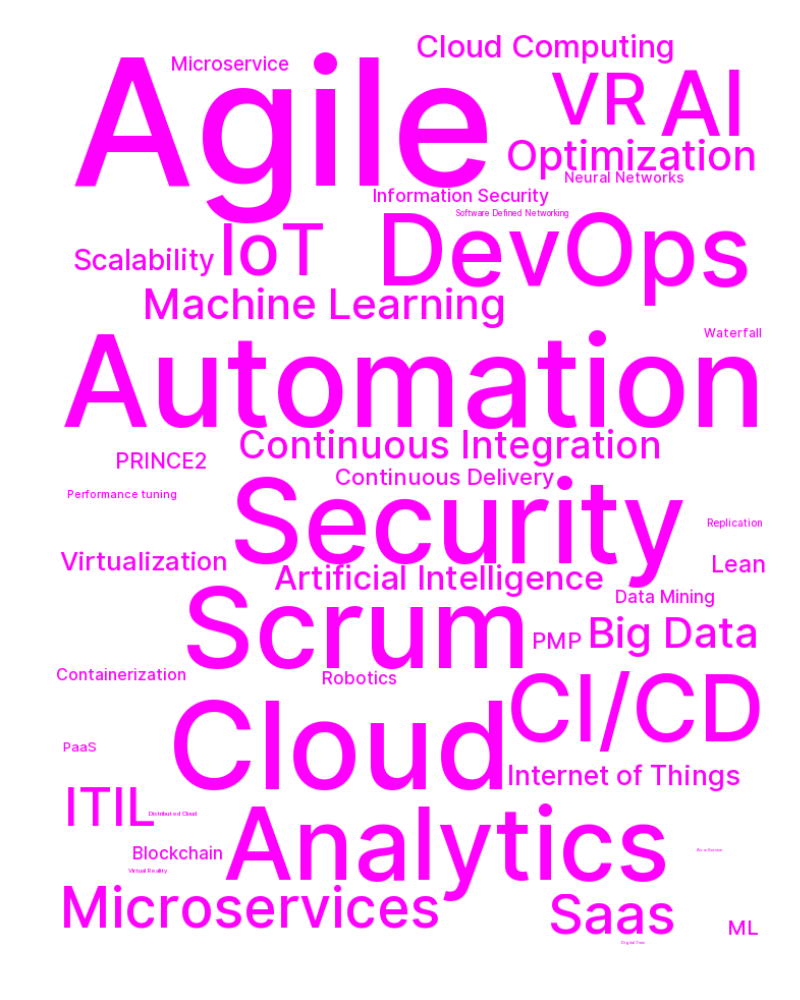 Cloud Computing
Microservice
Agile
VR
AI
Optimization
Neural Networks
Information Security
Software Defined Networking
DevOps
IoT
Scalability
Machine Learning
Waterfall
Automation
Continuous Integration
PRINCE2
Continuous Delivery
Performance tuning
Security
Replication
Virtualization
Lean
Artificial Intelligence
Data Mining
Scrum
PMP
Big Data
Containerization
Robotics
CI/CD
Cloud
PaaS
Internet of Things
ITIL
Distributed Cloud
Analytics
Blockchain
Virtual Reality
Microservices
Saas
ML